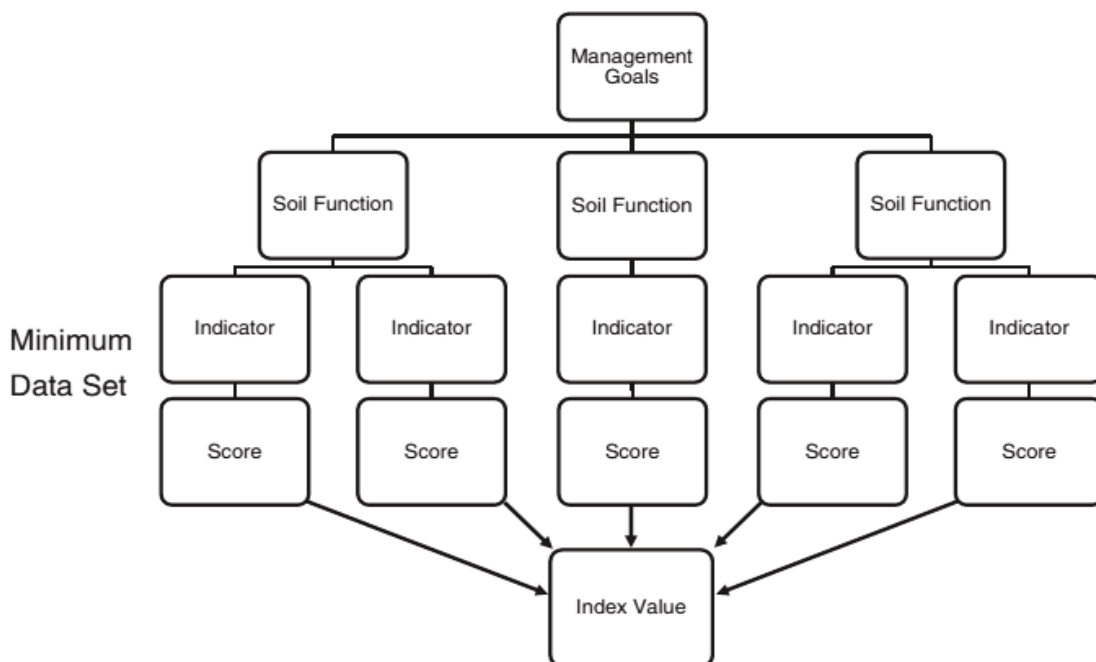 Management
Goals
Soil Function
Soil Function
Soil Function
Minimum
Data Set
Indicator
Indicator
Indicator
Indicator
Indicator
Score
Score
Score
Score
Score
Index Value